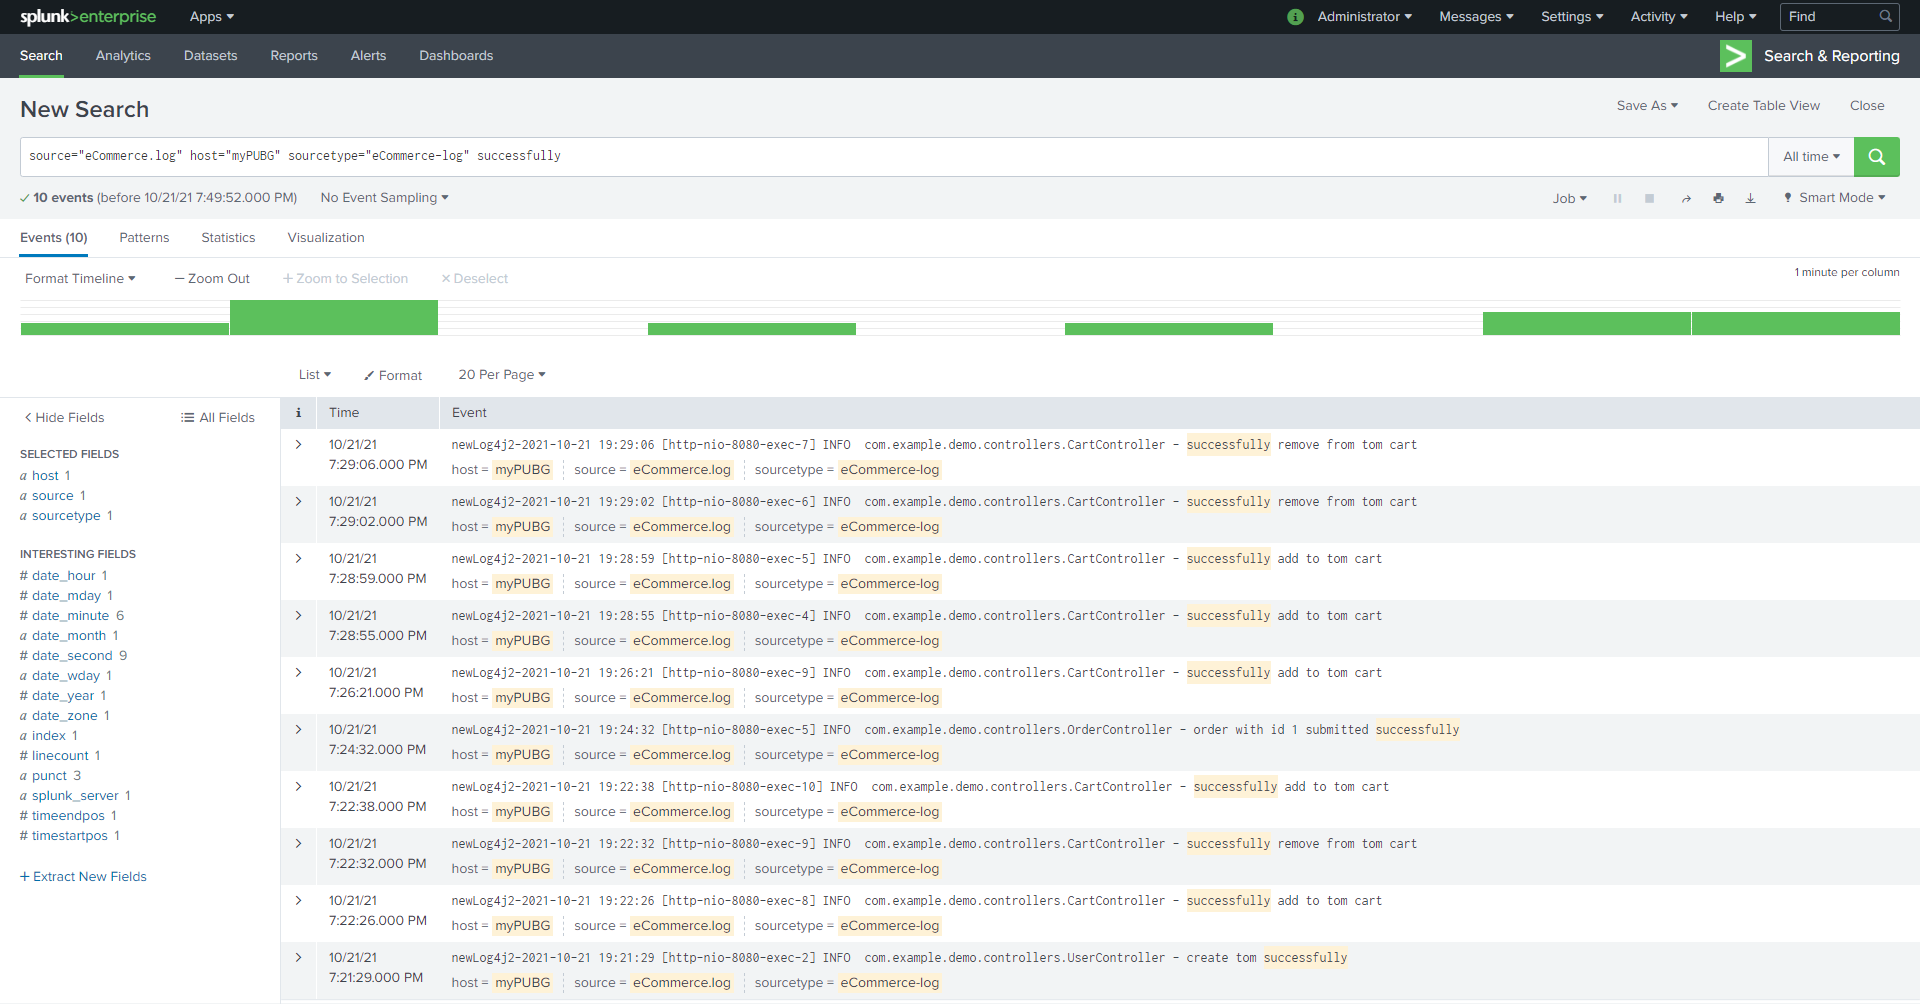 splunk>enterprise Apps ▾ i Administrator ▾ Messages ▾ Settings ▾ Activity ▾ Help ▾ Find
Search Analytics Datasets Reports Alerts Dashboards > Search & Reporting
New Search Save As ▾ Create Table View Close
source="eCommerce.log" host="myPUBG" sourcetype="eCommerce-log" successfully All time ▾
✓ 10 events (before 10/21/21 7:49:52.000 PM) No Event Sampling ▾ Job ▾ Smart Mode ▾
Events (10) Patterns Statistics Visualization
Format Timeline ▾ — Zoom Out + Zoom to Selection × Deselect 1 minute per column
List ▾ Format 20 Per Page ▾
< Hide Fields All Fields
SELECTED FIELDS
a host 1
a source 1
a sourcetype 1
INTERESTING FIELDS
# date_hour 1
# date_mday 1
# date_minute 6
a date_month 1
# date_second 9
a date_wday 1
# date_year 1
a date_zone 1
a index 1
# linecount 1
a punct 3
a splunk_server 1
# timeendpos 1
# timestartpos 1
+ Extract New Fields
i Time Event
> 10/21/21 newLog4j2-2021-10-21 19:29:06 [http-nio-8080-exec-7] INFO com.example.demo.controllers.CartController - successfully remove from tom cart
7:29:06.000 PM host = myPUBG source = eCommerce.log sourcetype = eCommerce-log
> 10/21/21 newLog4j2-2021-10-21 19:29:02 [http-nio-8080-exec-6] INFO com.example.demo.controllers.CartController - successfully remove from tom cart
7:29:02.000 PM host = myPUBG source = eCommerce.log sourcetype = eCommerce-log
> 10/21/21 newLog4j2-2021-10-21 19:28:59 [http-nio-8080-exec-5] INFO com.example.demo.controllers.CartController - successfully add to tom cart
7:28:59.000 PM host = myPUBG source = eCommerce.log sourcetype = eCommerce-log
> 10/21/21 newLog4j2-2021-10-21 19:28:55 [http-nio-8080-exec-4] INFO com.example.demo.controllers.CartController - successfully add to tom cart
7:28:55.000 PM host = myPUBG source = eCommerce.log sourcetype = eCommerce-log
> 10/21/21 newLog4j2-2021-10-21 19:26:21 [http-nio-8080-exec-9] INFO com.example.demo.controllers.CartController - successfully add to tom cart
7:26:21.000 PM host = myPUBG source = eCommerce.log sourcetype = eCommerce-log
> 10/21/21 newLog4j2-2021-10-21 19:24:32 [http-nio-8080-exec-5] INFO com.example.demo.controllers.OrderController - order with id 1 submitted successfully
7:24:32.000 PM host = myPUBG source = eCommerce.log sourcetype = eCommerce-log
> 10/21/21 newLog4j2-2021-10-21 19:22:38 [http-nio-8080-exec-10] INFO com.example.demo.controllers.CartController - successfully add to tom cart
7:22:38.000 PM host = myPUBG source = eCommerce.log sourcetype = eCommerce-log
> 10/21/21 newLog4j2-2021-10-21 19:22:32 [http-nio-8080-exec-9] INFO com.example.demo.controllers.CartController - successfully remove from tom cart
7:22:32.000 PM host = myPUBG source = eCommerce.log sourcetype = eCommerce-log
> 10/21/21 newLog4j2-2021-10-21 19:22:26 [http-nio-8080-exec-8] INFO com.example.demo.controllers.CartController - successfully add to tom cart
7:22:26.000 PM host = myPUBG source = eCommerce.log sourcetype = eCommerce-log
> 10/21/21 newLog4j2-2021-10-21 19:21:29 [http-nio-8080-exec-2] INFO com.example.demo.controllers.UserController - create tom successfully
7:21:29.000 PM host = myPUBG source = eCommerce.log sourcetype = eCommerce-log